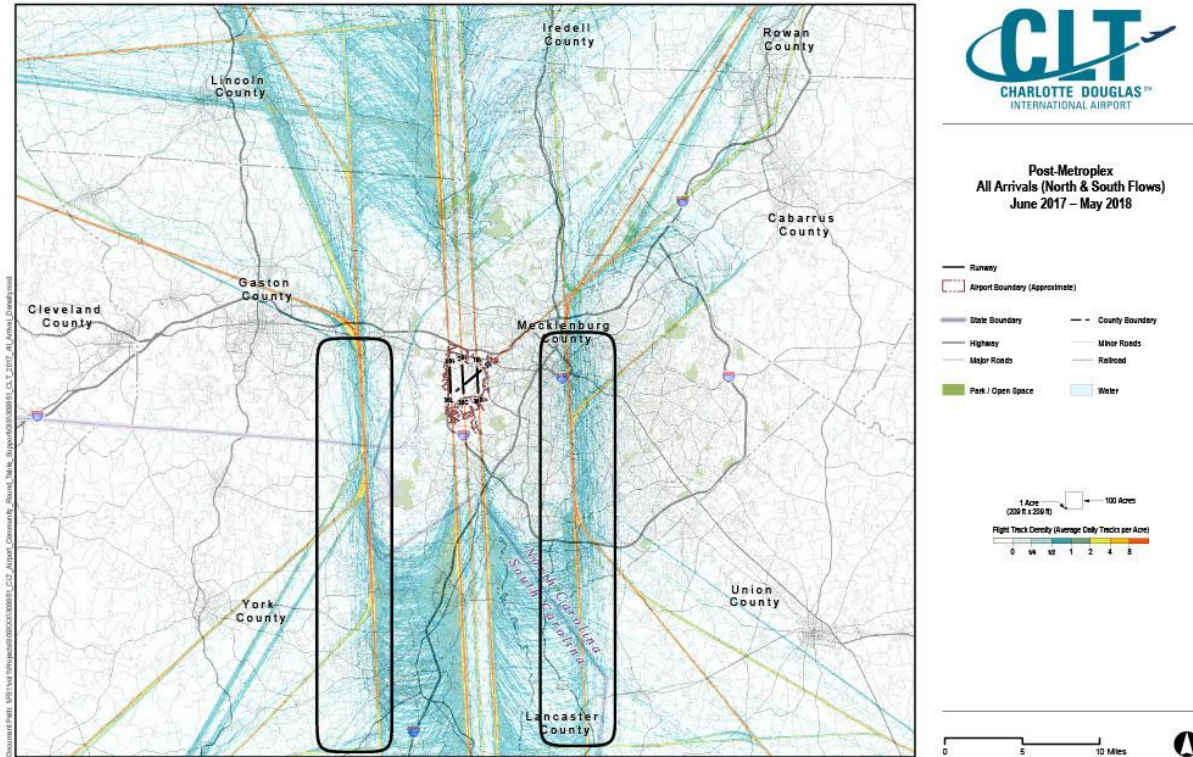 Iredell
County
Rowan
County
Lincoln
County
Cabarrus
County
Gaston
County
Cleveland
County
Mecklenburg
County
North Carolina
South Carolina
York
County
Union
County
Lancaster
County
CLT
CHARLOTTE DOUGLAS™
INTERNATIONAL AIRPORT
Post-Metroplex
All Arrivals (North & South Flows)
June 2017 – May 2018
Runway
Airport Boundary (Approximate)
State Boundary
County Boundary
Highway
Minor Roads
Major Roads
Railroad
Park / Open Space
Water
1 Acre
(209 ft x 209 ft)
100 Acres
Flight Track Density (Average Daily Tracks per Acre)
0 1/4 1/2 1 2 4 8
0 5 10 Miles